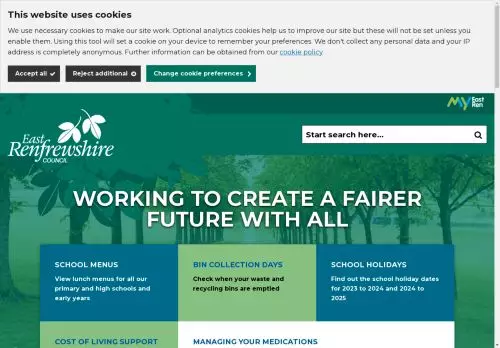 This website uses cookies
We use necessary cookies to make our site work. Optional analytics cookies help us to improve our site but these will not be set unless you
enable them. Using this tool will set a cookie on your device to remember your preferences. We don't collect any personal data and your IP
address is completely anonymous. Further information can be obtained from our cookie policy
Accept all
Reject additional
Change cookie preferences
My East Ren
East
Renfrewshire
COUNCIL
Start search here...
WORKING TO CREATE A FAIRER
FUTURE WITH ALL
SCHOOL MENUS
View lunch menus for all our
primary and high schools and
early years
BIN COLLECTION DAYS
Check when your waste and
recycling bins are emptied
SCHOOL HOLIDAYS
Find out the school holiday dates
for 2023 to 2024 and 2024 to
2025
COST OF LIVING SUPPORT
MANAGING YOUR MEDICATIONS